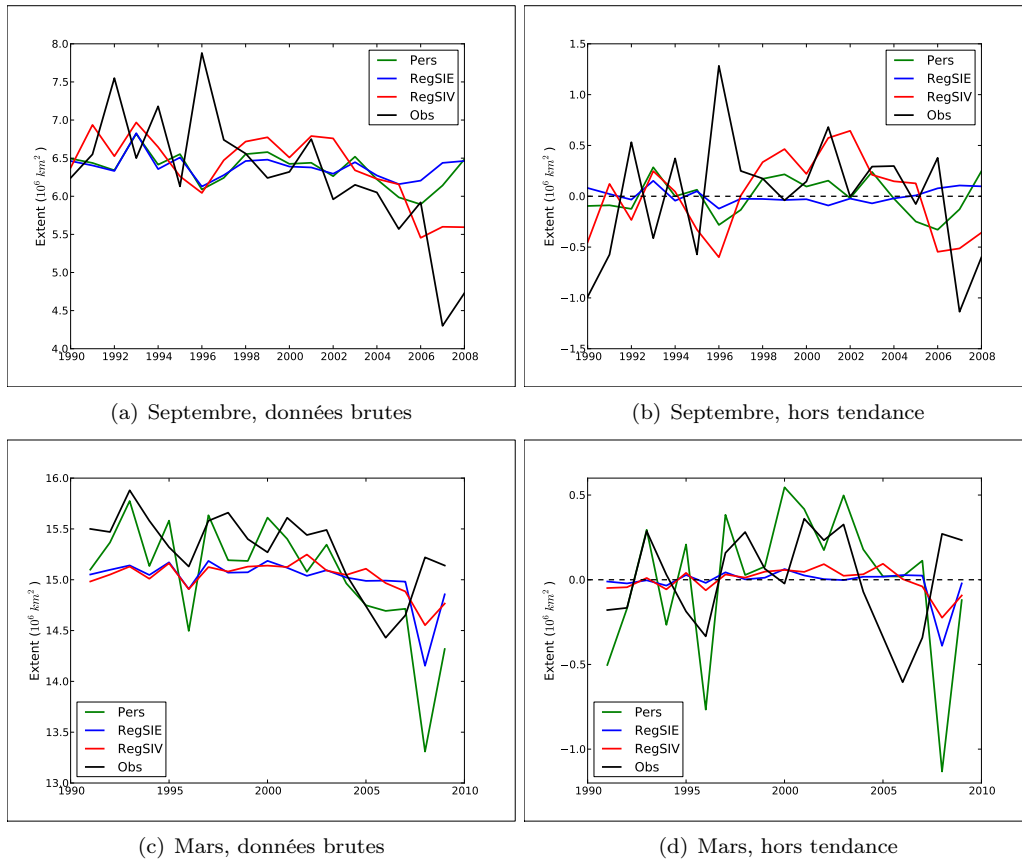 8.0
7.5
7.0
6.5
6.0
5.5
5.0
4.5
4.0
Extent (10⁶ km²)
Pers
RegSIE
RegSIV
Obs
1990 1992 1994 1996 1998 2000 2002 2004 2006 2008
(a) Septembre, données brutes
1.5
1.0
0.5
0.0
−0.5
−1.0
−1.5
Extent (10⁶ km²)
Pers
RegSIE
RegSIV
Obs
1990 1992 1994 1996 1998 2000 2002 2004 2006 2008
(b) Septembre, hors tendance
16.0
15.5
15.0
14.5
14.0
13.5
13.0
Extent (10⁶ km²)
Pers
RegSIE
RegSIV
Obs
1990 1995 2000 2005 2010
(c) Mars, données brutes
0.5
0.0
−0.5
−1.0
Extent (10⁶ km²)
Pers
RegSIE
RegSIV
Obs
1990 1995 2000 2005 2010
(d) Mars, hors tendance